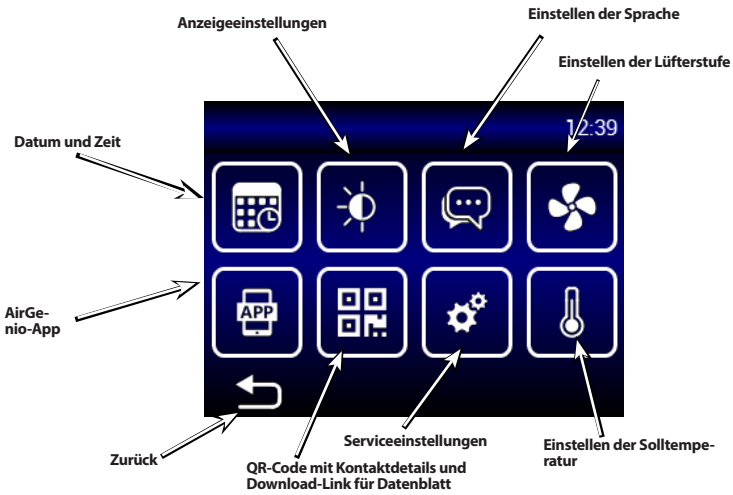 Einstellen der Sprache
Anzeigeeinstellungen
Einstellen der Lüfterstufe
12:39
Datum und Zeit
APP
AirGe-
nio-App
Serviceeinstellungen
Einstellen der Solltempe-
ratur
Zurück
QR-Code mit Kontaktdetails und
Download-Link für Datenblatt